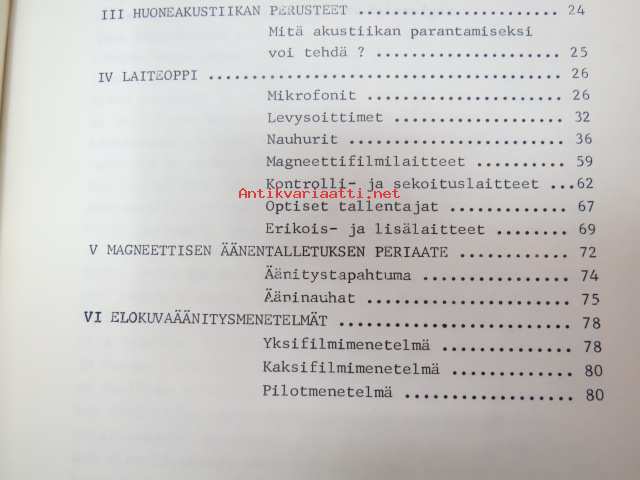 III HUONEAKUSTIIKAN PERUSTEET ........................ 24
Mitä akustiikan parantamiseksi
voi tehdä ? .................... 25
IV LAITEOPPI ...................................... 26
Mikrofonit .................... 26
Levysoittimet .................. 32
Nauhurit ...................... 36
Magneettifilmilaitteet .......... 59
Kontrolli- ja sekoituslaitteet ...62
Antikvariaatti.net
Optiset tallentajat ............ 67
Erikois- ja lisälaitteet ........ 69
V MAGNEETTISEN ÄÄNENTALLETUKSEN PERIAATE ............ 72
Äänitystapahtuma ................ 74
Ääninauhat ...................... 75
VI ELOKUVAÄÄNITYSMENETELMÄT ........................ 78
Yksifilmimenetelmä .............. 78
Kaksifilmimenetelmä ............. 80
Pilotmenetelmä .................. 80